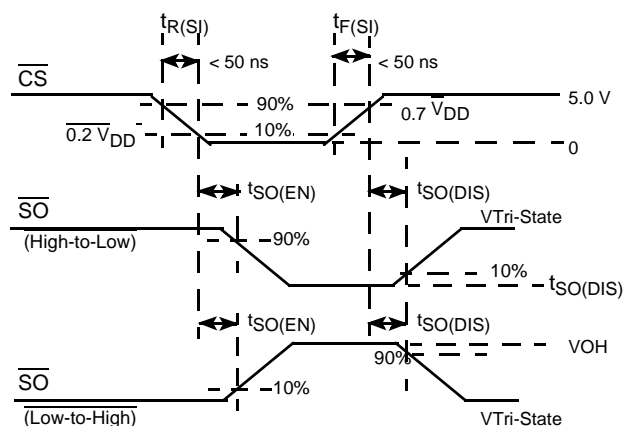 tR(SI)
tF(SI)
< 50 ns
< 50 ns
CS
90%
0.7 VDD
5.0 V
0.2 VDD
10%
0
tSO(EN)
tSO(DIS)
SO
(High-to-Low)
90%
VTri-State
10%
tSO(DIS)
tSO(EN)
tSO(DIS)
VOH
90%
SO
10%
(Low-to-High)
VTri-State